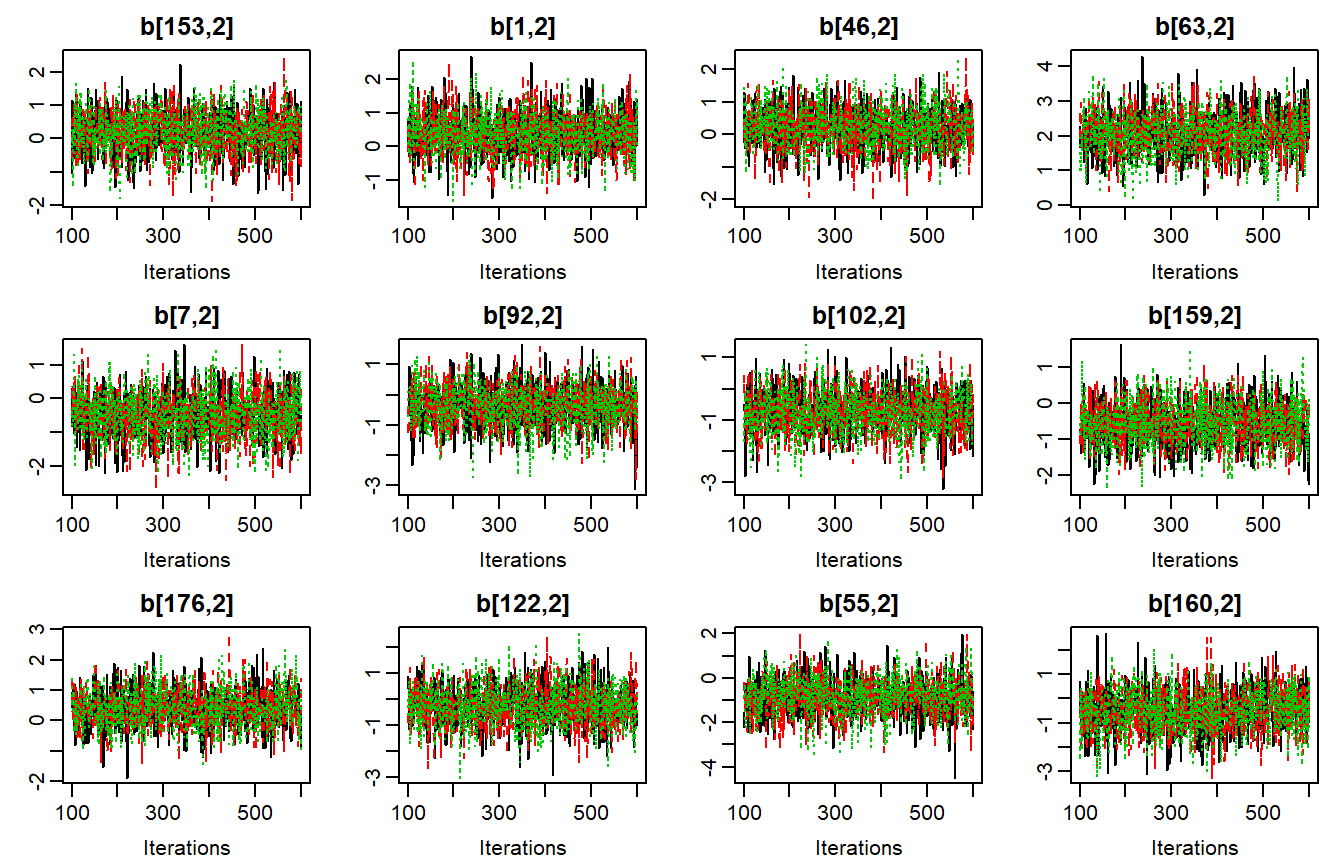 b[153,2] b[1,2] b[46,2] b[63,2]
2 2 2 4
1 1 1 3
0 0 0 2
-2 -1 -2 1
0
100 300 500 100 300 500 100 300 500 100 300 500
Iterations Iterations Iterations Iterations
b[7,2] b[92,2] b[102,2] b[159,2]
1 1 1 1
0 -1 -1 0
-2 -3 -3 -1
-2
100 300 500 100 300 500 100 300 500 100 300 500
Iterations Iterations Iterations Iterations
b[176,2] b[122,2] b[55,2] b[160,2]
3 1 2 1
2 -1 0 -1
1 -3 -2 -3
0 -4
-2
100 300 500 100 300 500 100 300 500 100 300 500
Iterations Iterations Iterations Iterations